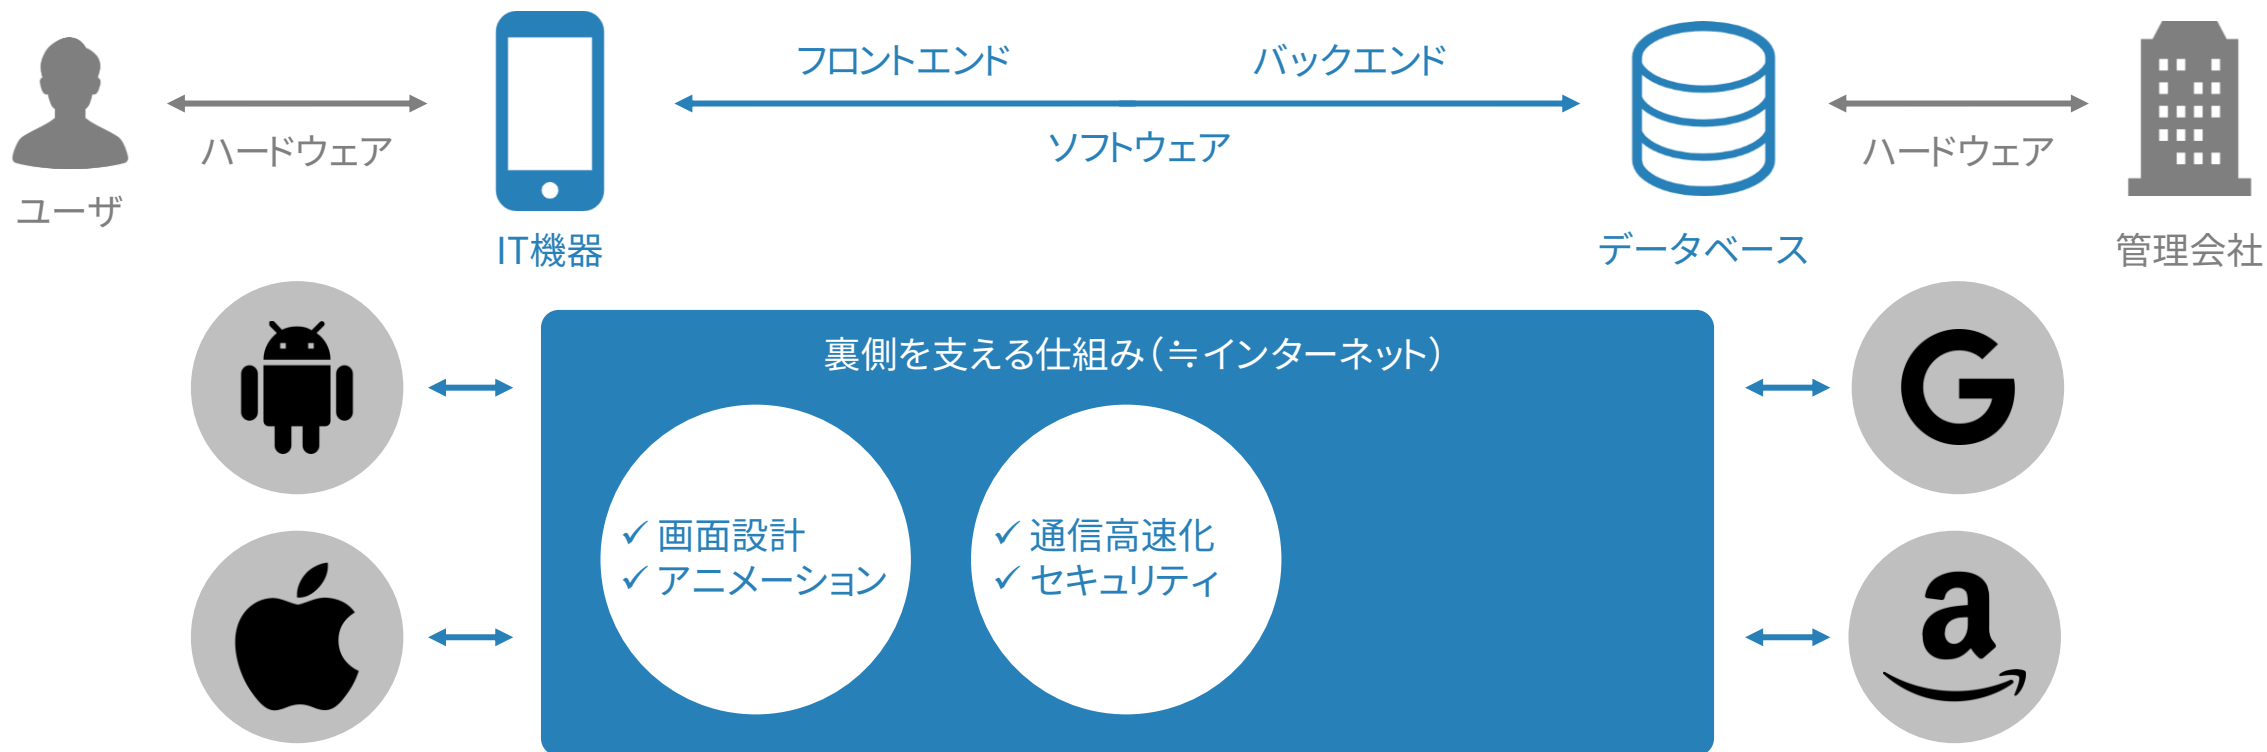 フロントエンド
バックエンド
ハードウェア
ソフトウェア
ハードウェア
ユーザ
IT機器
データベース
管理会社
裏側を支える仕組み（≒インターネット）
✓ 画面設計
✓ アニメーション
✓ 通信高速化
✓ セキュリティ